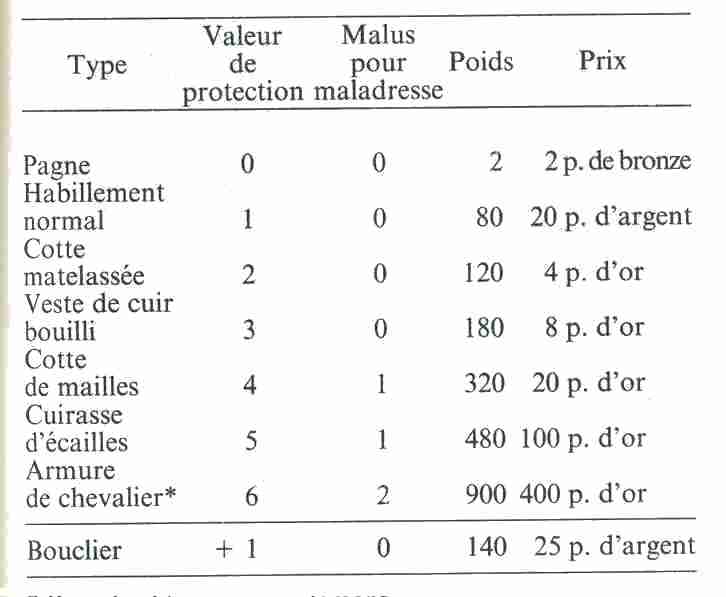 Type Valeur de protection Malus pour maladresse Poids Prix
Pagne 0 0 2 2 p. de bronze
Habillement
normal 1 0 80 20 p. d'argent
Cotte
matelassée 2 0 120 4 p. d'or
Veste de cuir
bouilli 3 0 180 8 p. d'or
Cotte
de mailles 4 1 320 20 p. d'or
Cuirasse
d'écailles 5 1 480 100 p. d'or
Armure
de chevalier* 6 2 900 400 p. d'or
Bouclier + 1 0 140 25 p. d'argent